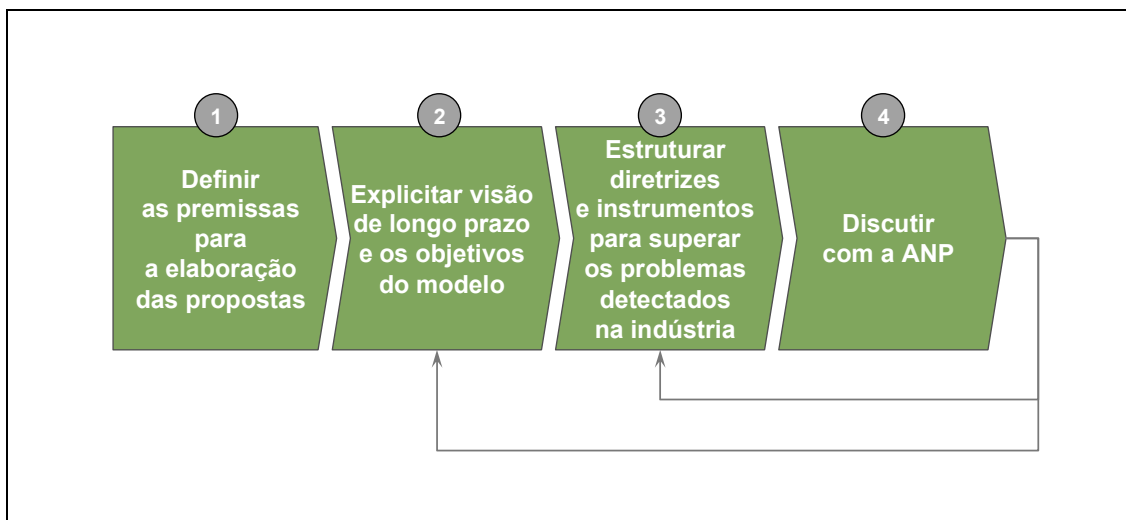 1
Definir
as premissas
para
a elaboração
das propostas
2
Explicitar visão
de longo prazo
e os objetivos
do modelo
3
Estruturar
diretrizes
e instrumentos
para superar
os problemas
detectados
na indústria
4
Discutir
com a ANP